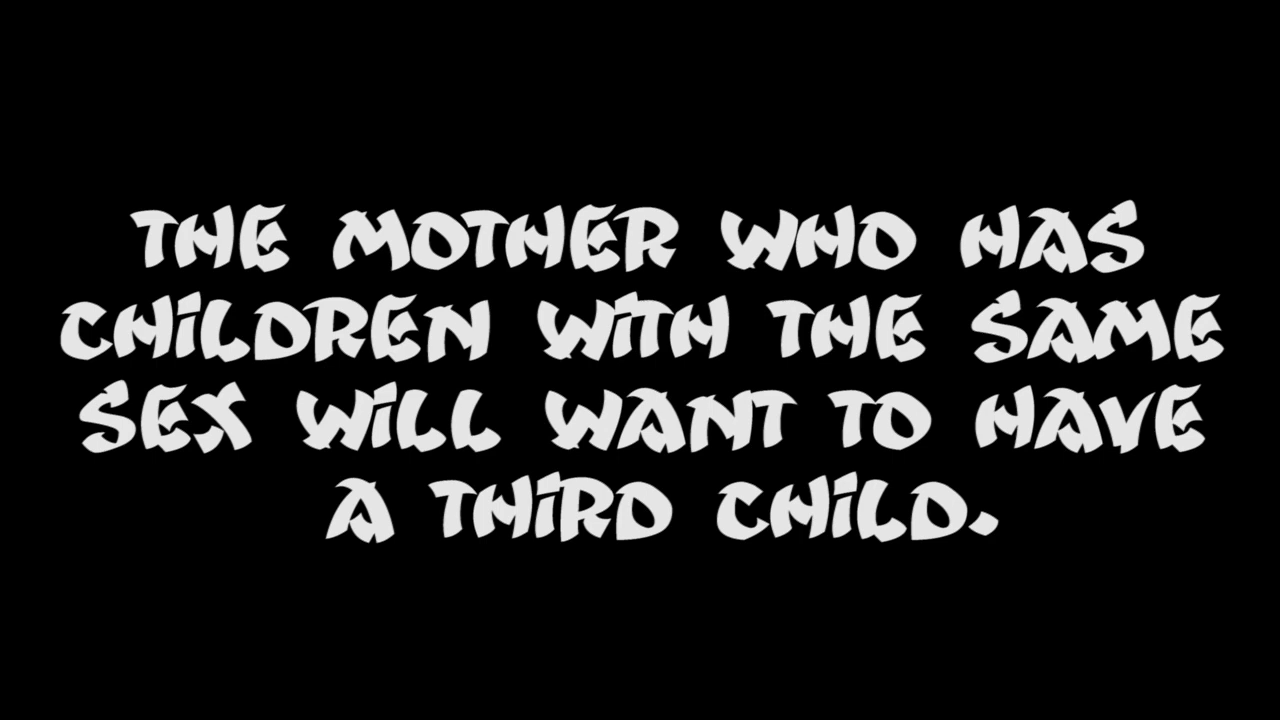 THE MOTHER WHO HAS
CHILDREN WITH THE SAME
SEX WILL WANT TO HAVE
A THIRD CHILD.